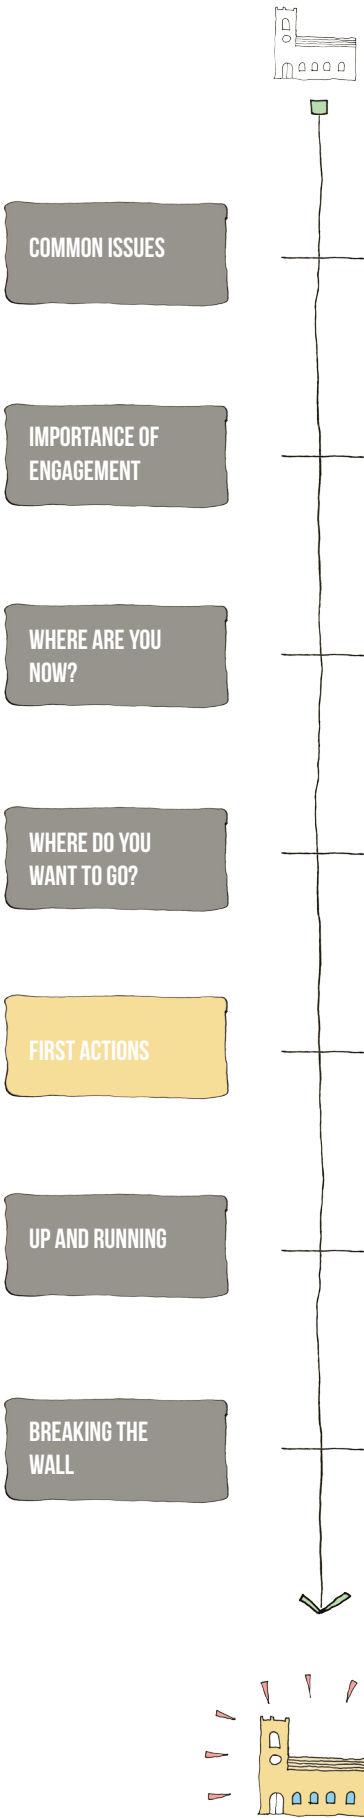 COMMON ISSUES
IMPORTANCE OF
ENGAGEMENT
WHERE ARE YOU
NOW?
WHERE DO YOU
WANT TO GO?
FIRST ACTIONS
UP AND RUNNING
BREAKING THE
WALL